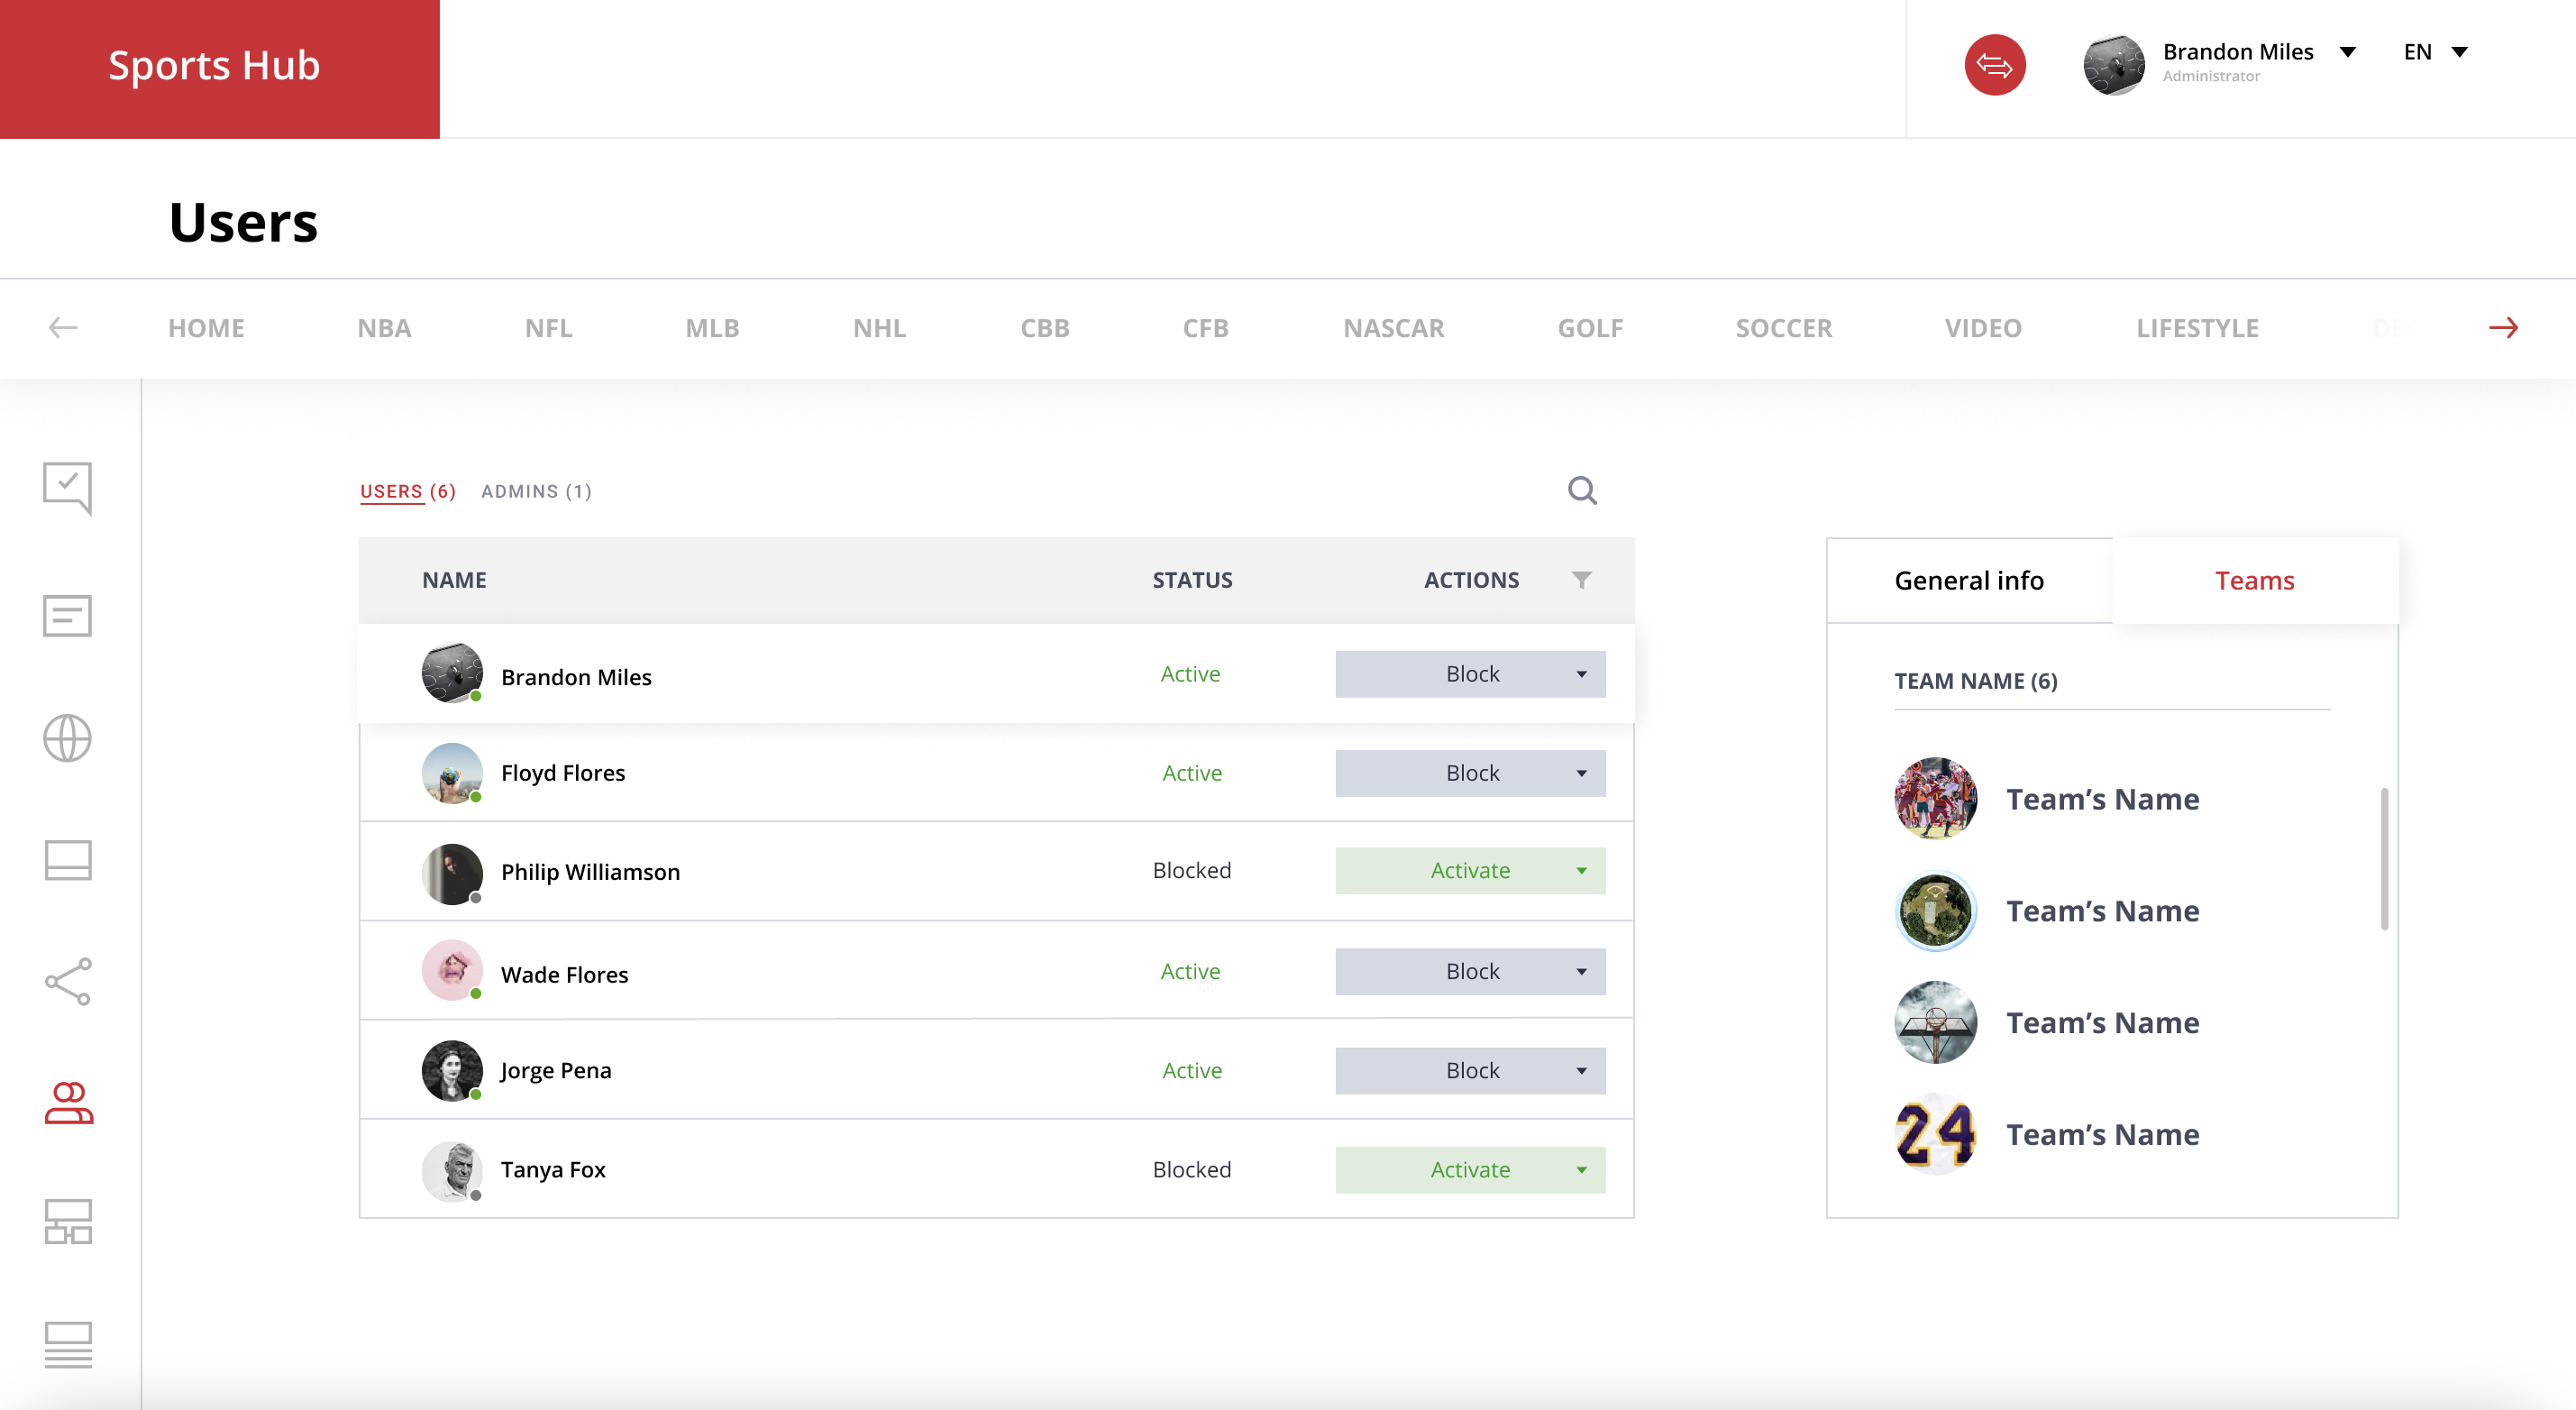 Sports Hub
Brandon Miles
Administrator
EN
Users
HOME NBA NFL MLB NHL CBB CFB NASCAR GOLF SOCCER VIDEO LIFESTYLE
USERS (6) ADMINS (1)
NAME STATUS ACTIONS
Brandon Miles Active Block
Floyd Flores Active Block
Philip Williamson Blocked Activate
Wade Flores Active Block
Jorge Pena Active Block
Tanya Fox Blocked Activate
General info Teams
TEAM NAME (6)
Team’s Name
Team’s Name
Team’s Name
24
Team’s Name